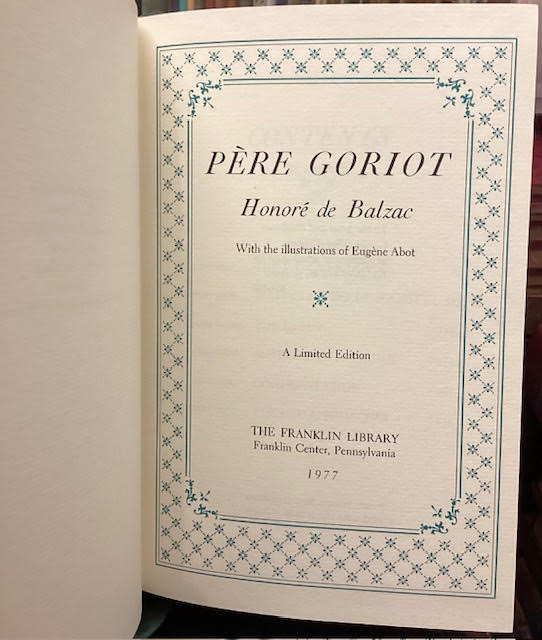 PÈRE GORIOT
Honoré de Balzac
With the illustrations of Eugène Abot
A Limited Edition
THE FRANKLIN LIBRARY
Franklin Center, Pennsylvania
1977